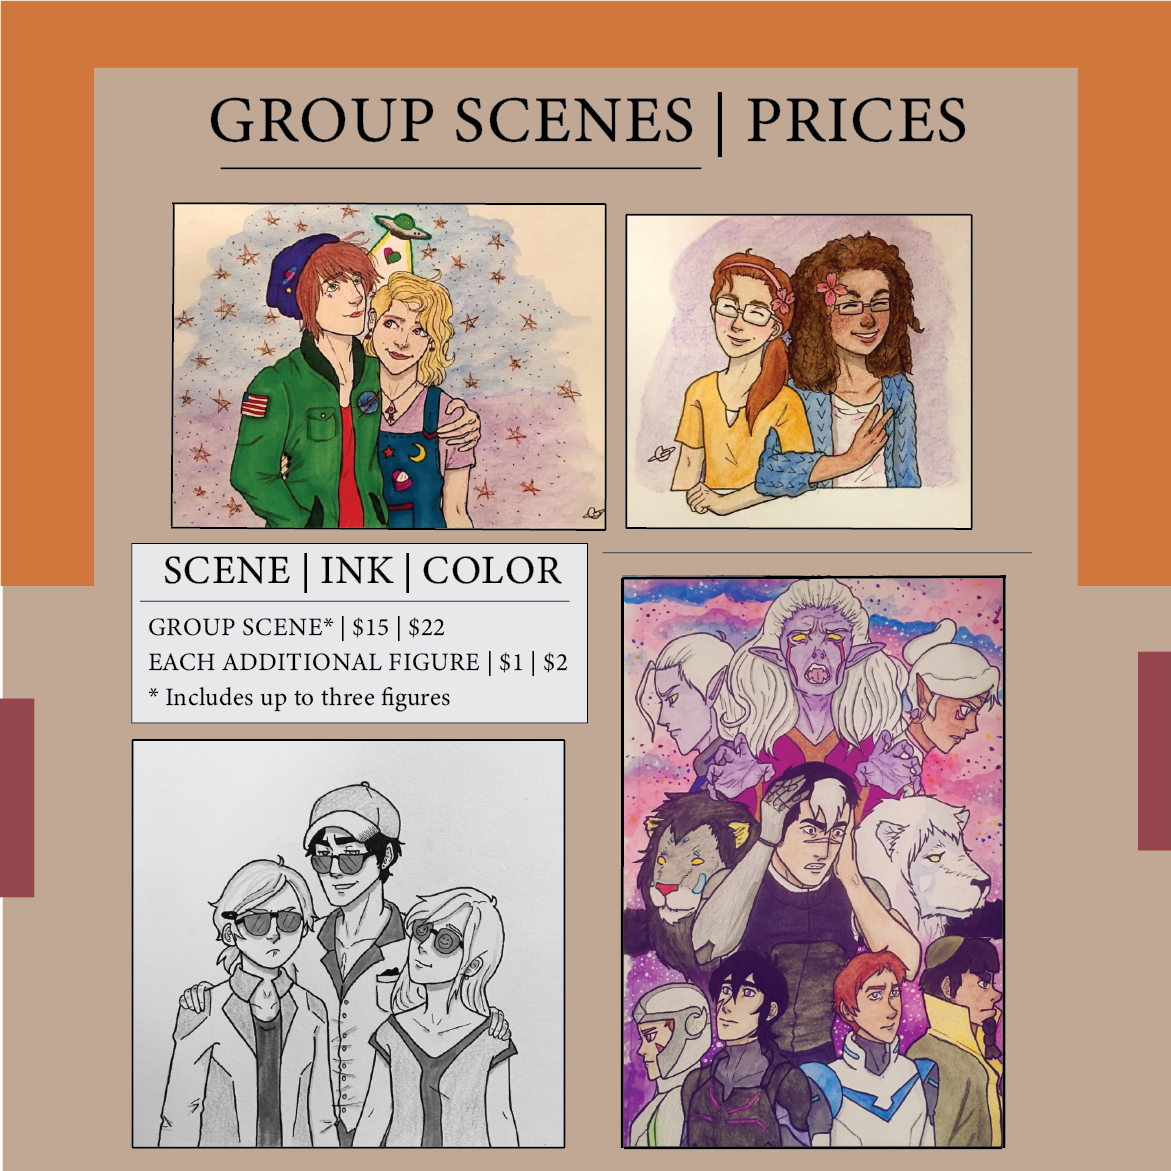 GROUP SCENES | PRICES
SCENE | INK | COLOR
GROUP SCENE* | $15 | $22
EACH ADDITIONAL FIGURE | $1 | $2
* Includes up to three figures